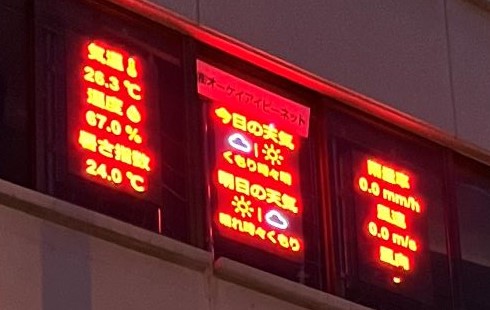 気温
26.3 ℃
湿度
67.0 %
暑さ指数
24.0 ℃
㈱オーケイアイビーネット
今日の天気
くもり時々晴
明日の天気
晴れ時々くもり
降雨量
0.0 mm/h
風速
0.0 m/s
風向